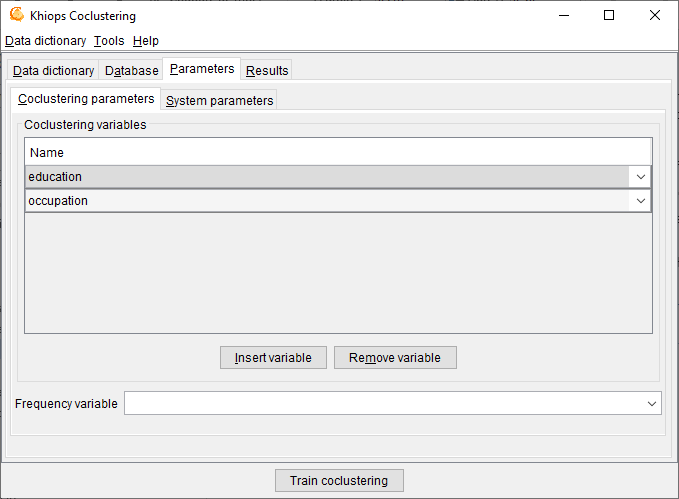 Khiops Coclustering
Data dictionary Tools Help
Data dictionary Database Parameters Results
Coclustering parameters System parameters
Coclustering variables
Name
education
occupation
Insert variable Remove variable
Frequency variable
Train coclustering